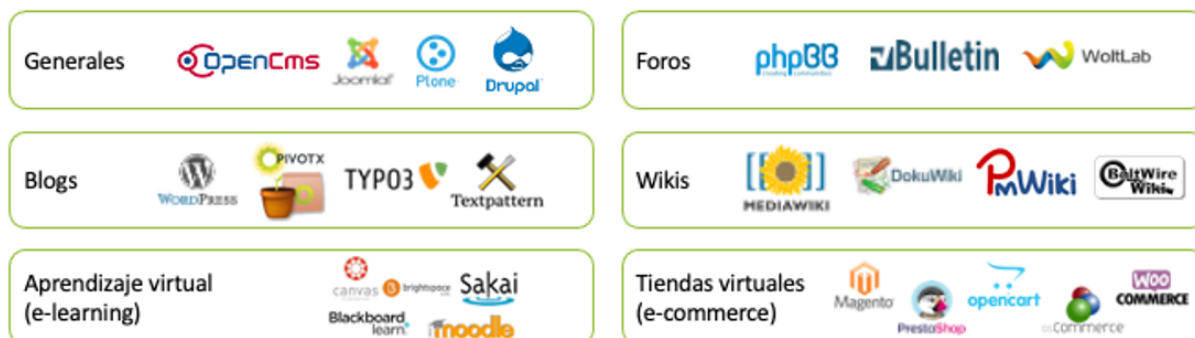 Generales
OpenCms
Joomla!
Plone
Drupal
Foros
phpBB
creating communities
vBulletin
WoltLab
Blogs
WORDPRESS
PIVOTX
TYPO3
Textpattern
Wikis
MEDIAWIKI
DokuWiki
PmWiki
BoltWire
Wiki
Aprendizaje virtual
(e-learning)
canvas
brightspace
Sakai
Blackboard
learn
moodle
Tiendas virtuales
(e-commerce)
Magento
PrestaShop
opencart
osCommerce
WOO
COMMERCE